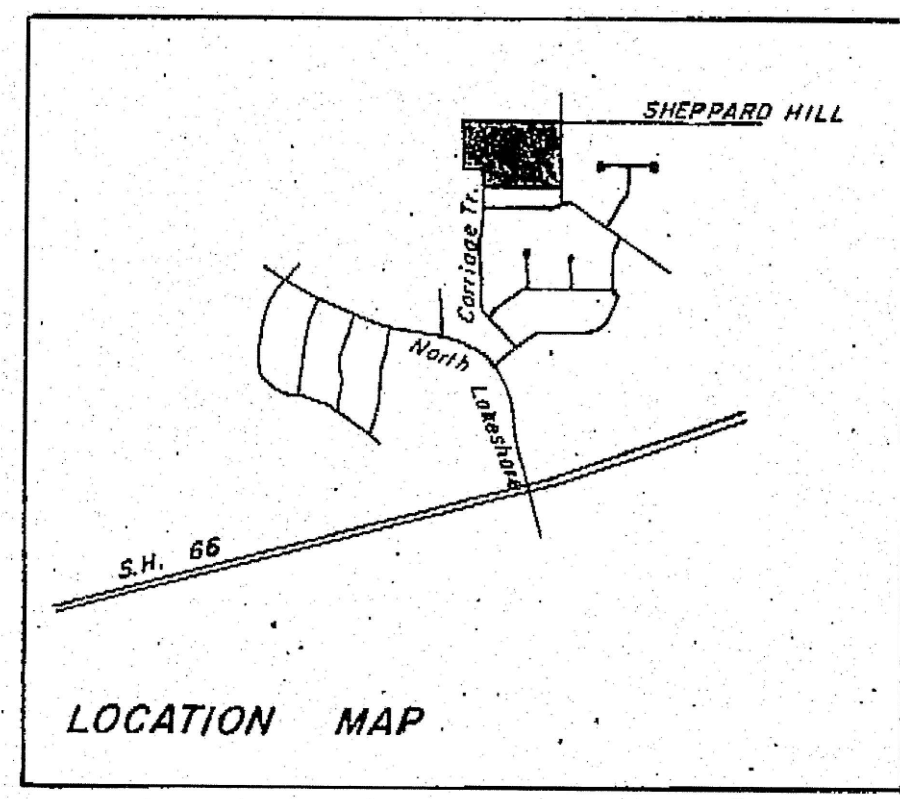 SHEPPARD HILL
Carriage Tr.
North
Lakeshore
S.H. 66
LOCATION MAP